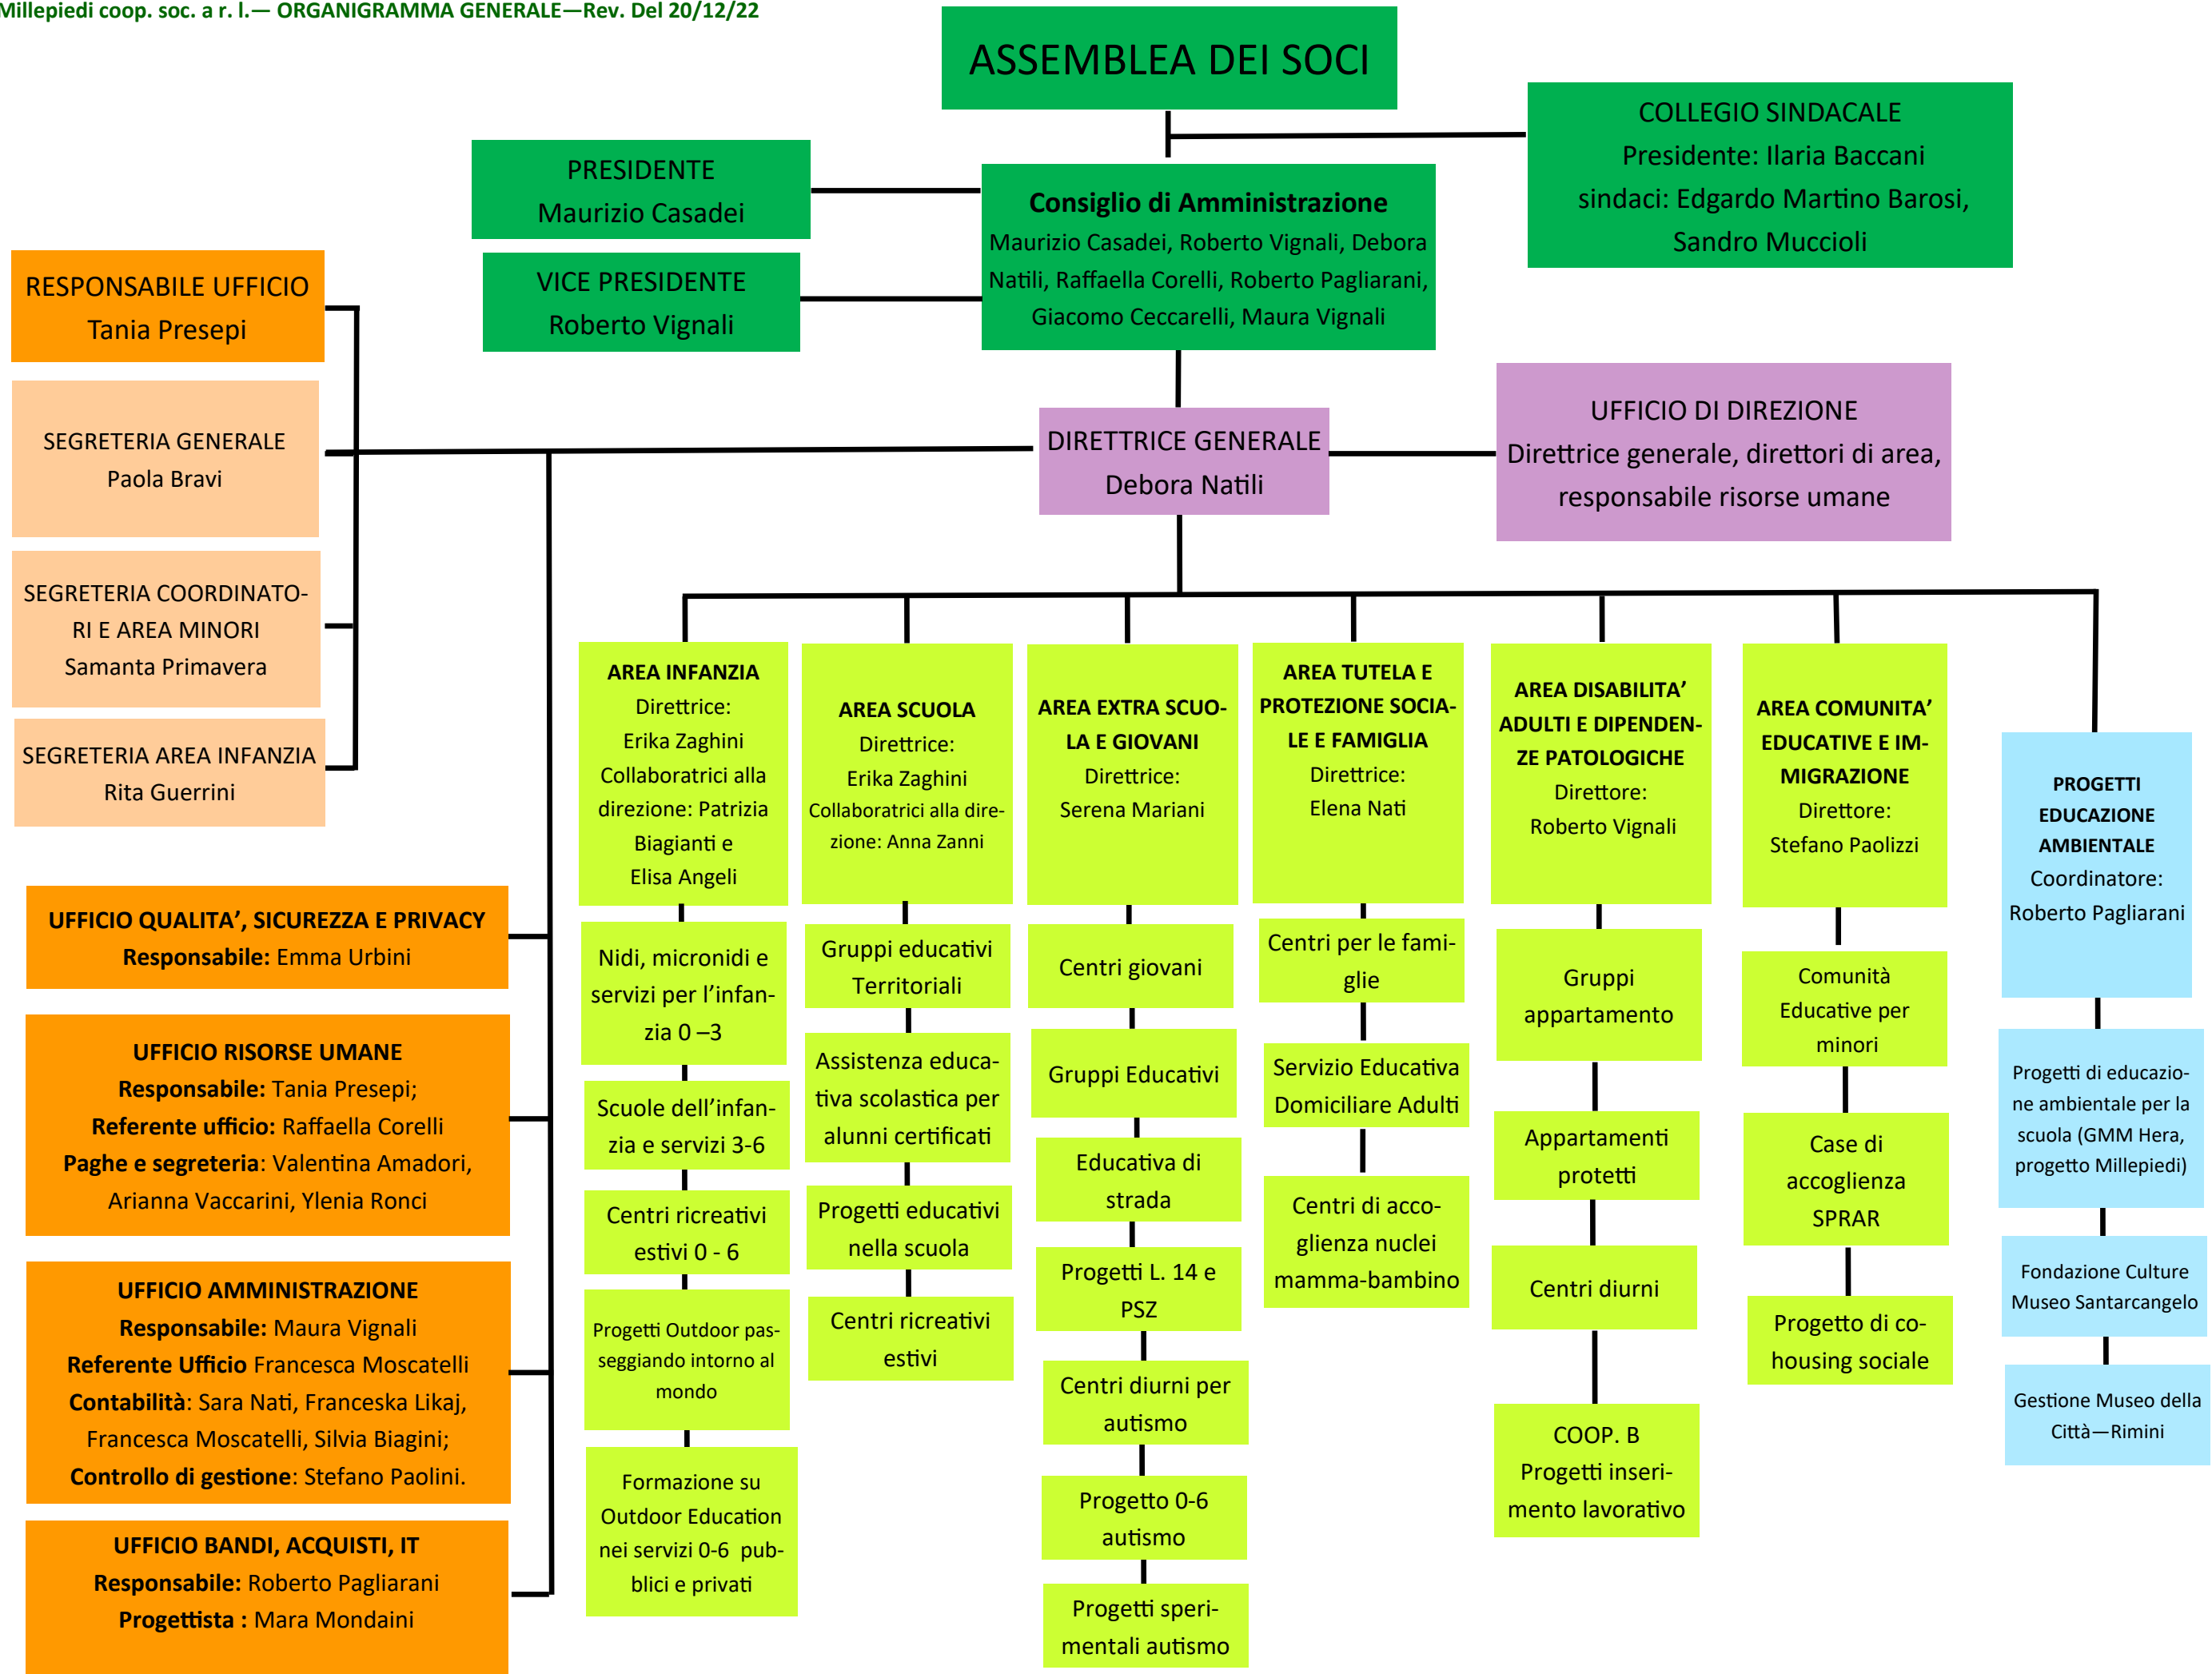 Millepiedi coop. soc. a r. l.— ORGANIGRAMMA GENERALE—Rev. Del 20/12/22
ASSEMBLEA DEI SOCI
COLLEGIO SINDACALE
Presidente: Ilaria Baccani
sindaci: Edgardo Martino Barosi,
Sandro Muccioli
PRESIDENTE
Maurizio Casadei
Consiglio di Amministrazione
Maurizio Casadei, Roberto Vignali, Debora
Natili, Raffaella Corelli, Roberto Pagliarani,
Giacomo Ceccarelli, Maura Vignali
VICE PRESIDENTE
Roberto Vignali
RESPONSABILE UFFICIO
Tania Presepi
SEGRETERIA GENERALE
Paola Bravi
SEGRETERIA COORDINATO-
RI E AREA MINORI
Samanta Primavera
SEGRETERIA AREA INFANZIA
Rita Guerrini
DIRETTRICE GENERALE
Debora Natili
UFFICIO DI DIREZIONE
Direttrice generale, direttori di area,
responsabile risorse umane
UFFICIO QUALITA’, SICUREZZA E PRIVACY
Responsabile: Emma Urbini
UFFICIO RISORSE UMANE
Responsabile: Tania Presepi;
Referente ufficio: Raffaella Corelli
Paghe e segreteria: Valentina Amadori,
Arianna Vaccarini, Ylenia Ronci
UFFICIO AMMINISTRAZIONE
Responsabile: Maura Vignali
Referente Ufficio Francesca Moscatelli
Contabilità: Sara Nati, Franceska Likaj,
Francesca Moscatelli, Silvia Biagini;
Controllo di gestione: Stefano Paolini.
UFFICIO BANDI, ACQUISTI, IT
Responsabile: Roberto Pagliarani
Progettista : Mara Mondaini
AREA INFANZIA
Direttrice:
Erika Zaghini
Collaboratrici alla
direzione: Patrizia
Biagianti e
Elisa Angeli
Nidi, micronidi e
servizi per l’infan-
zia 0 –3
Scuole dell’infan-
zia e servizi 3-6
Centri ricreativi
estivi 0 - 6
Progetti Outdoor pas-
seggiando intorno al
mondo
Formazione su
Outdoor Education
nei servizi 0-6  pub-
blici e privati
AREA SCUOLA
Direttrice:
Erika Zaghini
Collaboratrici alla dire-
zione: Anna Zanni
Gruppi educativi
Territoriali
Assistenza educa-
tiva scolastica per
alunni certificati
Progetti educativi
nella scuola
Centri ricreativi
estivi
AREA EXTRA SCUO-
LA E GIOVANI
Direttrice:
Serena Mariani
Centri giovani
Gruppi Educativi
Educativa di
strada
Progetti L. 14 e
PSZ
Centri diurni per
autismo
Progetto 0-6
autismo
Progetti speri-
mentali autismo
AREA TUTELA E
PROTEZIONE SOCIA-
LE E FAMIGLIA
Direttrice:
Elena Nati
Centri per le fami-
glie
Servizio Educativa
Domiciliare Adulti
Centri di acco-
glienza nuclei
mamma-bambino
AREA DISABILITA’
ADULTI E DIPENDEN-
ZE PATOLOGICHE
Direttore:
Roberto Vignali
Gruppi
appartamento
Appartamenti
protetti
Centri diurni
COOP. B
Progetti inseri-
mento lavorativo
AREA COMUNITA’
EDUCATIVE E IM-
MIGRAZIONE
Direttore:
Stefano Paolizzi
Comunità
Educative per
minori
Case di
accoglienza
SPRAR
Progetto di co-
housing sociale
PROGETTI
EDUCAZIONE
AMBIENTALE
Coordinatore:
Roberto Pagliarani
Progetti di educazio-
ne ambientale per la
scuola (GMM Hera,
progetto Millepiedi)
Fondazione Culture
Museo Santarcangelo
Gestione Museo della
Città—Rimini